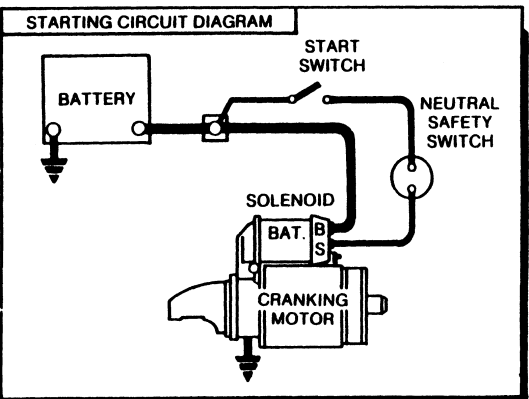 STARTING CIRCUIT DIAGRAM
START
SWITCH
BATTERY
NEUTRAL
SAFETY
SWITCH
SOLENOID
BAT.
B
S
CRANKING
MOTOR